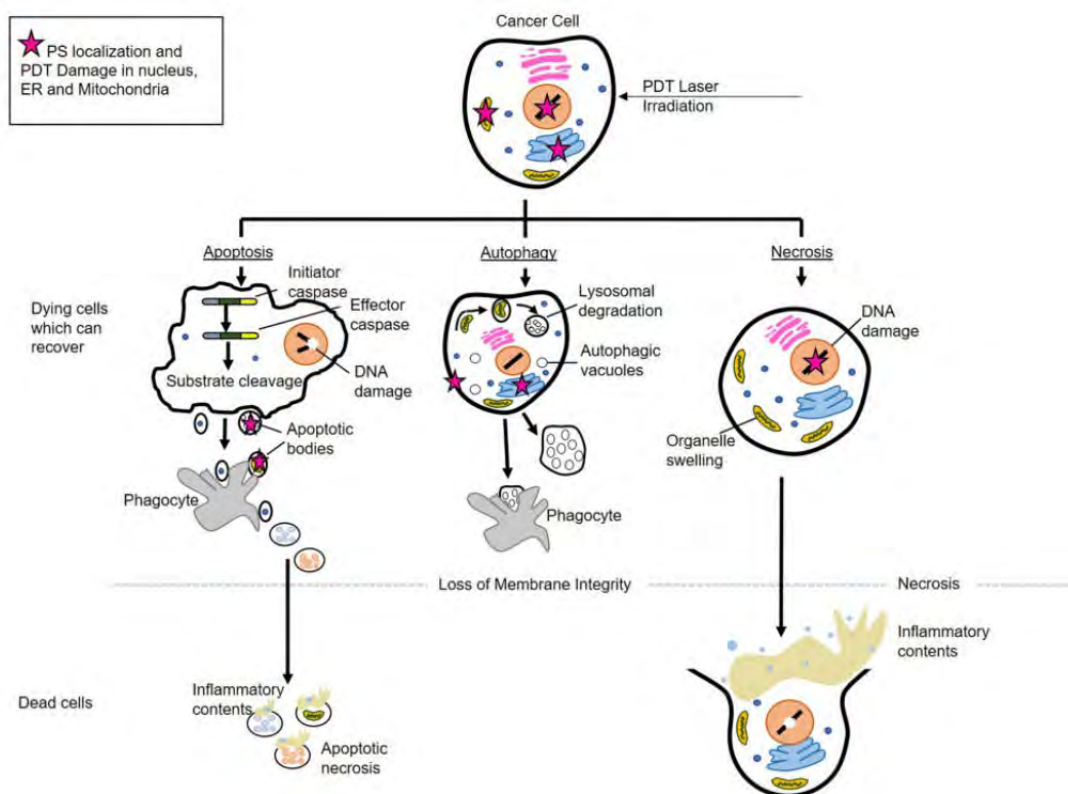 Cancer Cell
PS localization and
PDT Damage in nucleus,
ER and Mitochondria
PDT Laser
Irradiation
Apoptosis
Autophagy
Necrosis
Dying cells
which can
recover
Initiator
caspase
Effector
caspase
Substrate cleavage
DNA
damage
Apoptotic
bodies
Phagocyte
Lysosomal
degradation
Autophagic
vacuoles
Phagocyte
DNA
damage
Organelle
swelling
Loss of Membrane Integrity
Necrosis
Dead cells
Inflammatory
contents
Apoptotic
necrosis
Inflammatory
contents